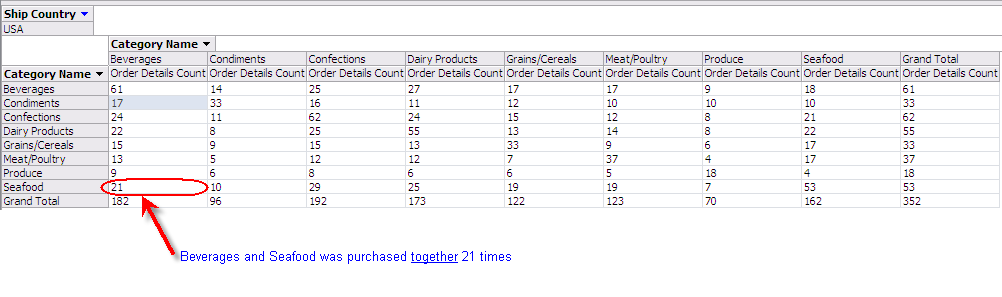 Ship Country
USA
Category Name
Beverages Condiments Confections Dairy Products Grains/Cereals Meat/Poultry Produce Seafood Grand Total
Category Name Order Details Count Order Details Count Order Details Count Order Details Count Order Details Count Order Details Count Order Details Count Order Details Count Order Details Count
Beverages 61 14 25 27 17 17 9 18 61
Condiments 17 33 16 11 12 10 10 10 33
Confections 24 11 62 24 15 12 8 21 62
Dairy Products 22 8 25 55 13 14 8 22 55
Grains/Cereals 15 9 15 13 33 9 6 17 33
Meat/Poultry 13 5 12 12 7 37 4 17 37
Produce 9 6 8 6 6 5 18 4 18
Seafood 21 10 29 25 19 19 7 53 53
Grand Total 182 96 192 173 122 123 70 162 352
Beverages and Seafood was purchased together 21 times